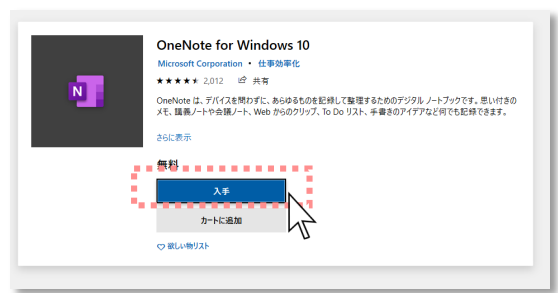 OneNote for Windows 10
Microsoft Corporation • 仕事効率化
★★★★★ 2,012 共有
OneNote は、デバイスを問わずに、あらゆるものを記録して整理するためのデジタル ノートブックです。思い付きの
メモ、講義ノートや会議ノート、Web からのクリップ、To Do リスト、手書きのアイデアなど何でも記録できます。
さらに表示
無料
入手
カートに追加
欲しい物リスト
N